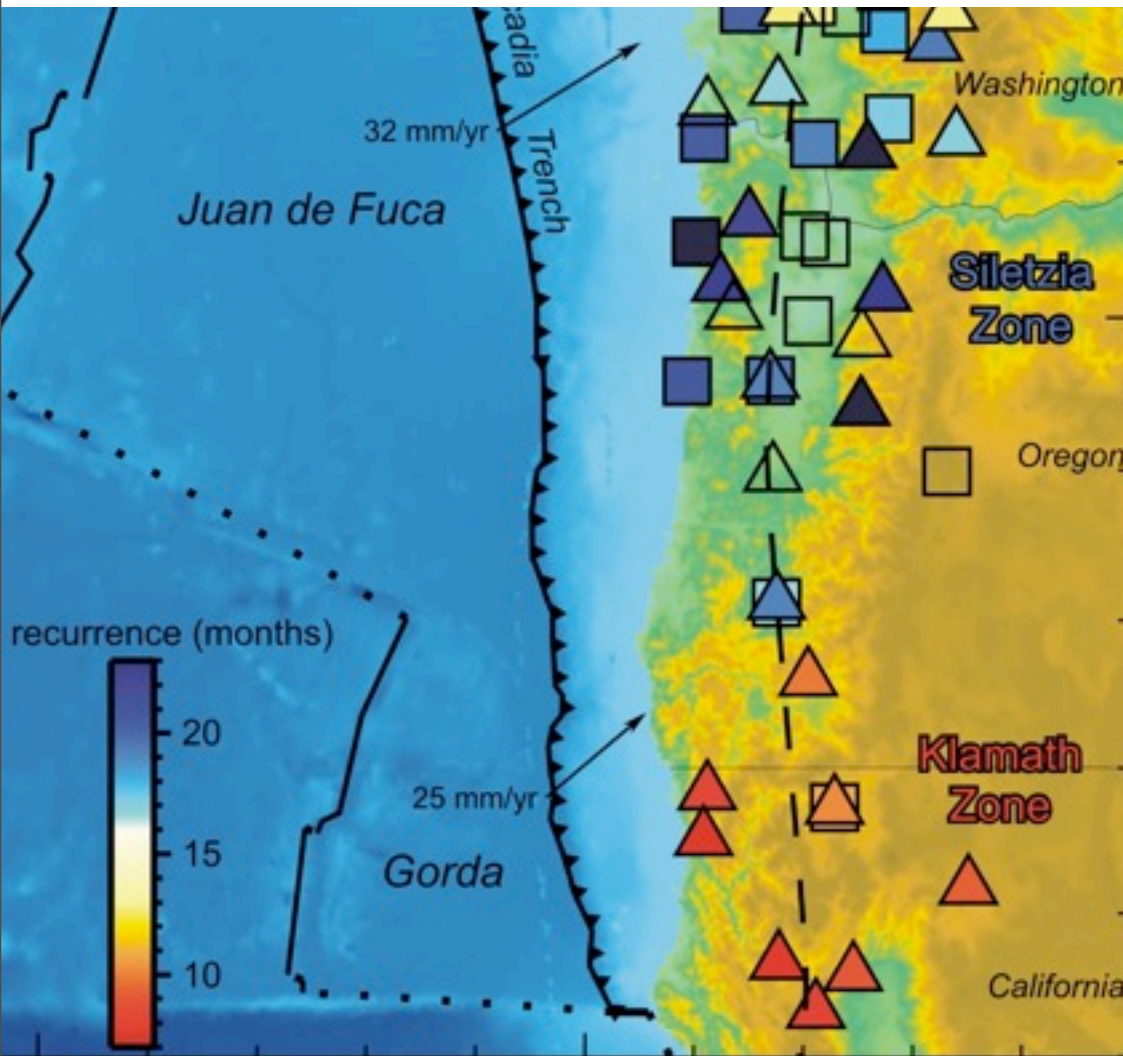 cadia
Trench
Washington
32 mm/yr
Juan de Fuca
Siletzia
Zone
Oregon
recurrence (months)
20
15
10
25 mm/yr
Klamath
Zone
Gorda
California